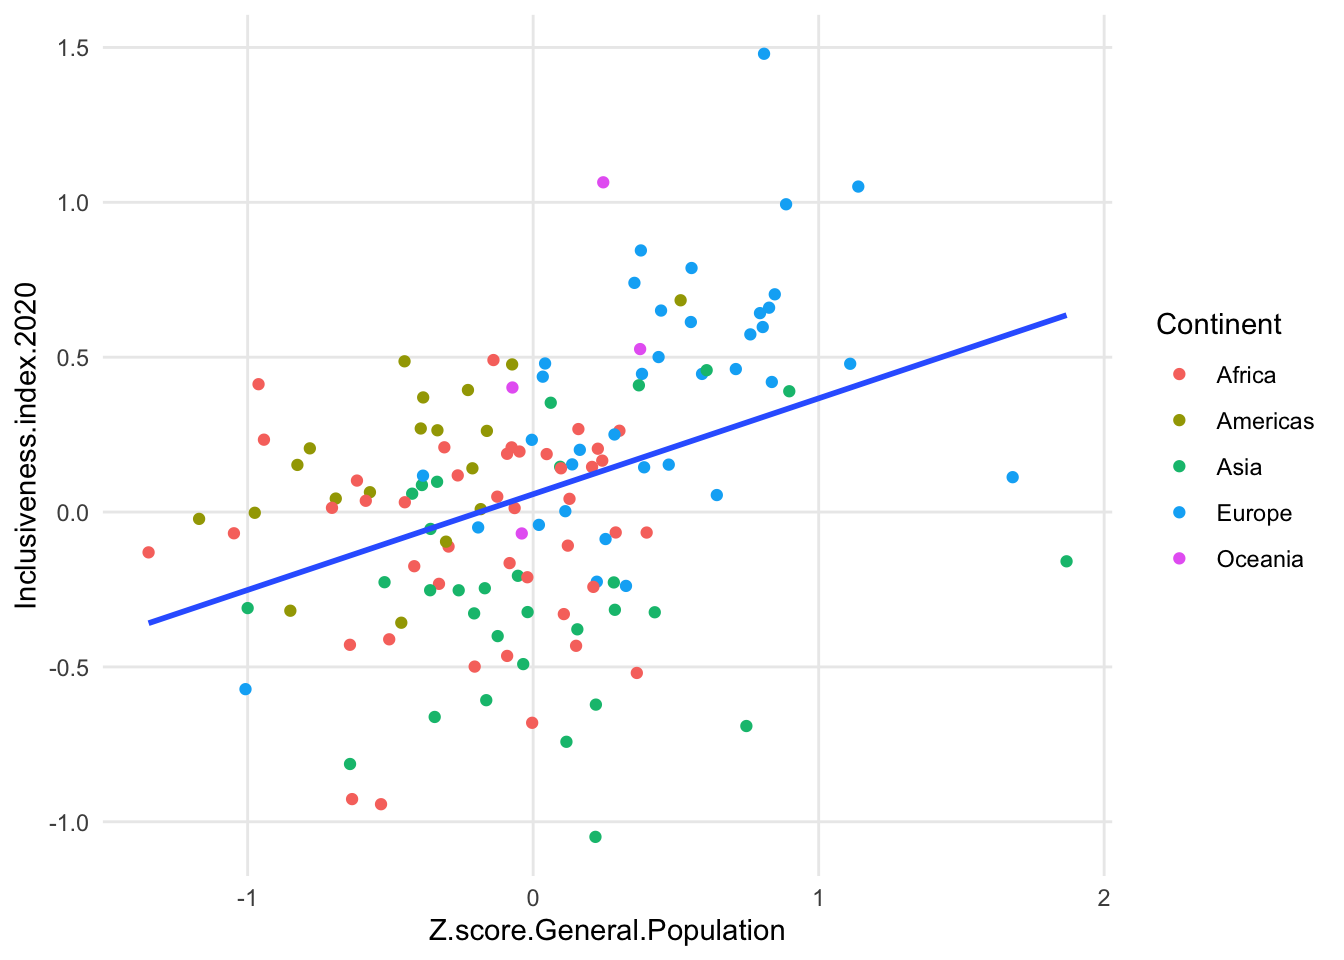 1.5
1.0
0.5
0.0
-0.5
-1.0
Inclusiveness.index.2020
-1
0
1
2
Z.score.General.Population
Continent
Africa
Americas
Asia
Europe
Oceania